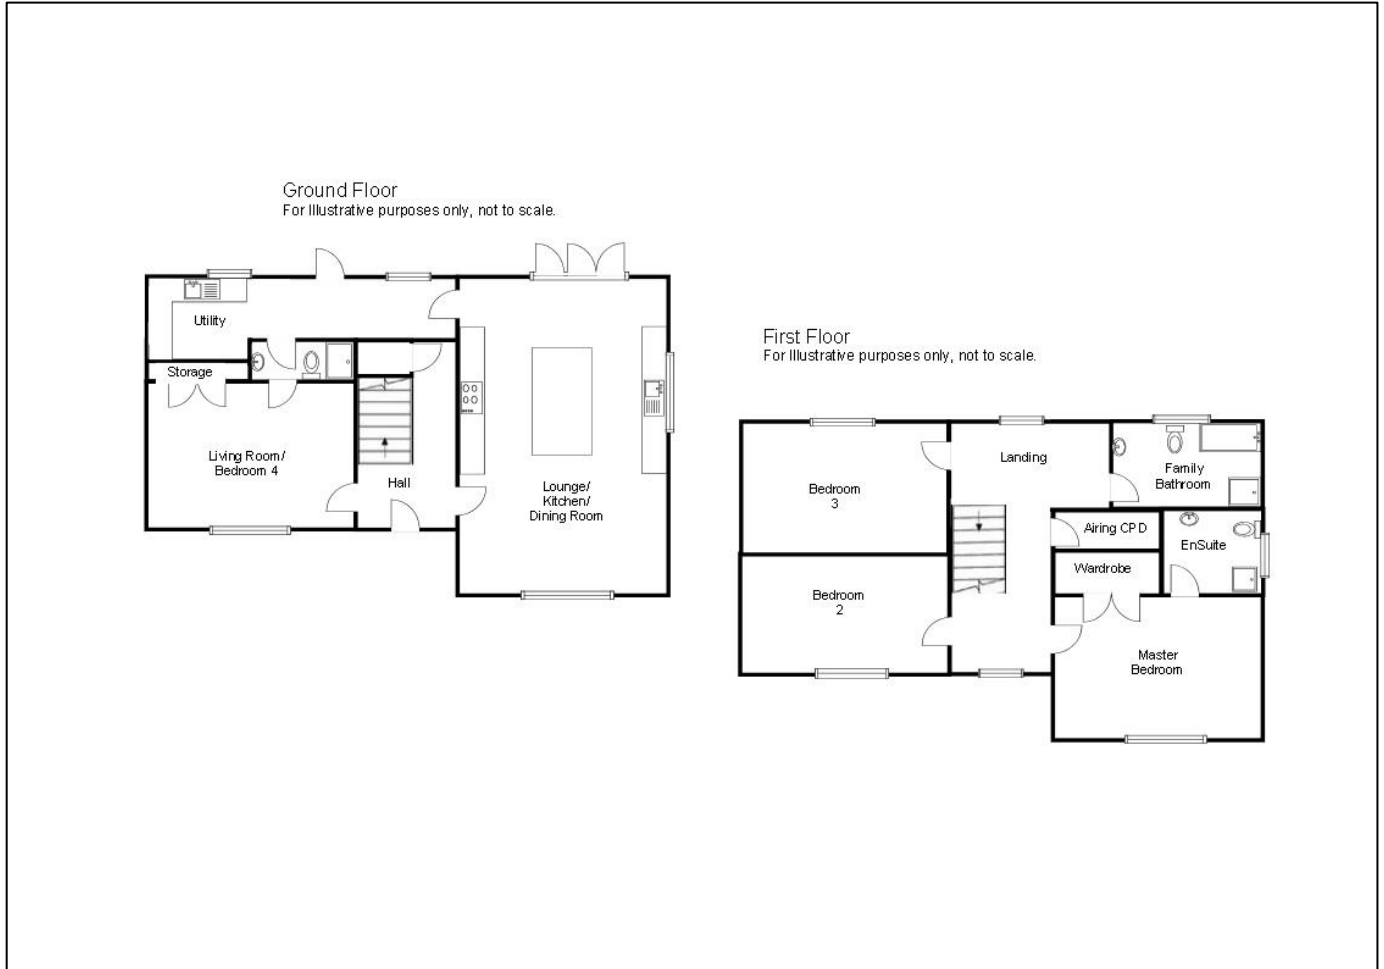 Ground Floor
For Illustrative purposes only, not to scale.
Utility
Storage
Living Room/
Bedroom 4
Hall
Lounge/
Kitchen/
Dining Room
First Floor
For Illustrative purposes only, not to scale.
Landing
Family
Bathroom
Bedroom
3
Airing CPD
EnSuite
Wardrobe
Bedroom
2
Master
Bedroom